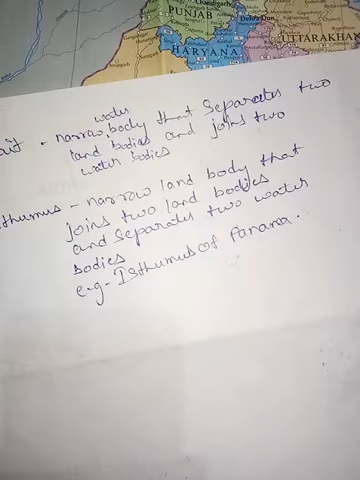 PUNJAB
Chandigarh
Dehra Dun
HARYANA
UTTARAKHAN
water
ait - narrow body that separates two
land bodies and joins two
water bodies
sthumus - narrow land body that
joins two land bodies
and separates two water
bodies
e.g- Isthumus of Panama.